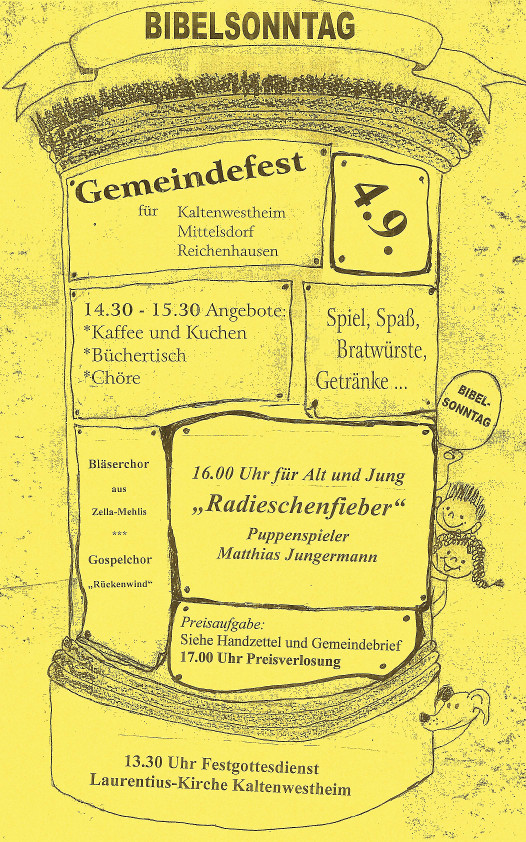 BIBELSONNTAG
Gemeindefest
für Kaltenwestheim
Mittelsdorf
Reichenhausen
4.9.
14.30 - 15.30 Angebote:
*Kaffee und Kuchen
*Büchertisch
*Chöre
Spiel, Spaß,
Bratwürste,
Getränke ...
BIBEL-
SONNTAG
Bläserchor
aus
Zella-Mehlis
***
Gospelchor
„Rückenwind“
16.00 Uhr für Alt und Jung
„Radieschenfieber“
Puppenspieler
Matthias Jungermann
Preisaufgabe:
Siehe Handzettel und Gemeindebrief
17.00 Uhr Preisverlosung
13.30 Uhr Festgottesdienst
Laurentius-Kirche Kaltenwestheim